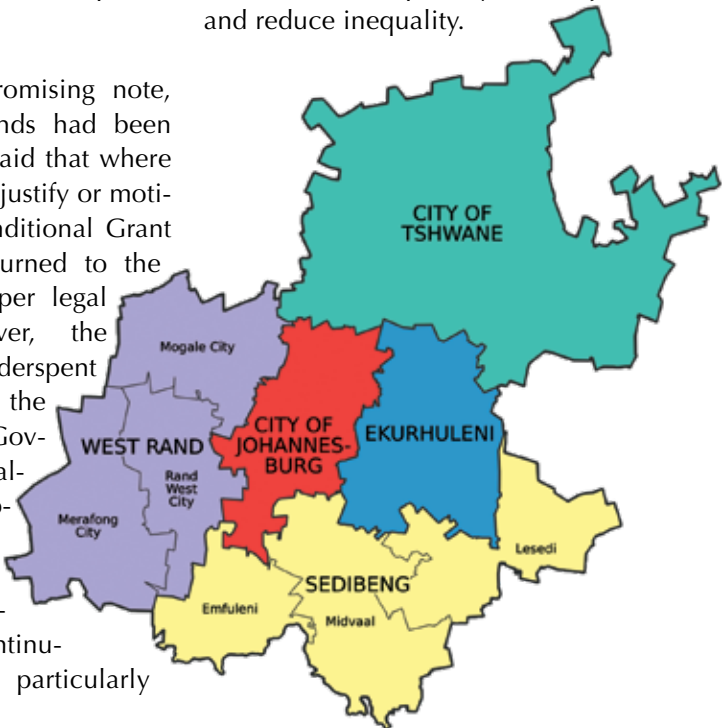 and reduce inequality.
romising note,
nds had been
aid that where
justify or moti-
nditional Grant
urned to the
per legal
ver, the
derspent
the
Gov-
al-
-
-
ntinu-
particularly
CITY OF
TSHWANE
Mogale City
WEST RAND
Rand
West
City
Merafong
City
CITY OF
JOHANNES-
BURG
EKURHULENI
Lesedi
SEDIBENG
Emfuleni
Midvaal